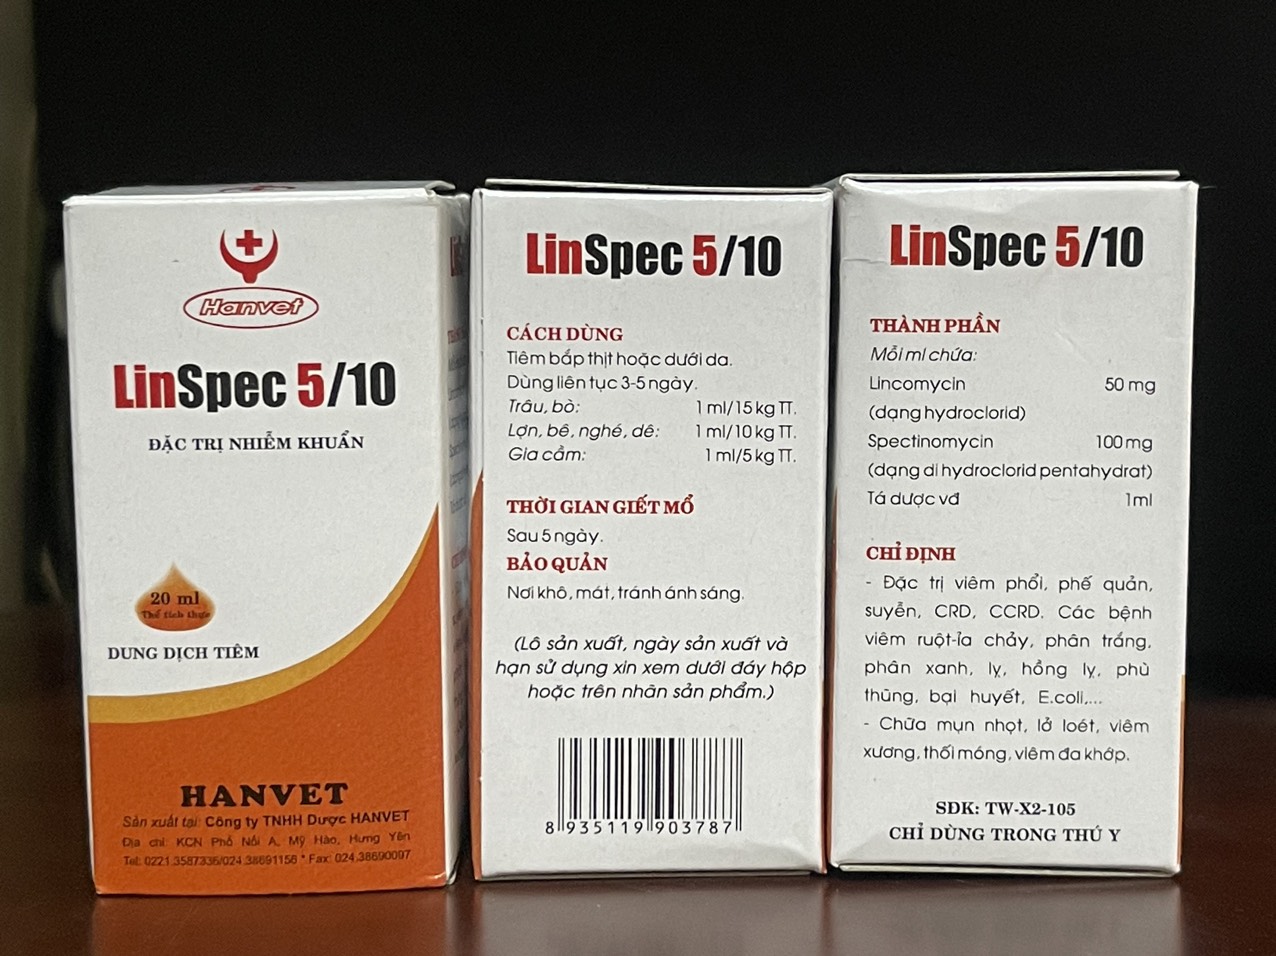 Hanvet
LinSpec 5/10
ĐẶC TRỊ NHIỄM KHUẨN
20 ml
Thể tích thực
DUNG DỊCH TIÊM
HANVET
Sản xuất tại: Công ty TNHH Dược HANVET
Địa chỉ: KCN Phố Nối A, Mỹ Hào, Hưng Yên
Tel: 0221.3587336/024.38691156 * Fax: 024.38690097
LinSpec 5/10
CÁCH DÙNG
Tiêm bắp thịt hoặc dưới da.
Dùng liên tục 3-5 ngày.
Trâu, bò: 1 ml/15 kg TT.
Lợn, bê, nghé, dê: 1 ml/10 kg TT.
Gia cầm: 1 ml/5 kg TT.
THỜI GIAN GIẾT MỔ
Sau 5 ngày.
BẢO QUẢN
Nơi khô, mát, tránh ánh sáng.
(Lô sản xuất, ngày sản xuất và
hạn sử dụng xin xem dưới đáy hộp
hoặc trên nhãn sản phẩm.)
8 935119 903787
LinSpec 5/10
THÀNH PHẦN
Mỗi ml chứa:
Lincomycin 50 mg
(dạng hydroclorid)
Spectinomycin 100 mg
(dạng di hydroclorid pentahydrat)
Tá dược vđ 1ml
CHỈ ĐỊNH
- Đặc trị viêm phổi, phế quản,
suyễn, CRD, CCRD. Các bệnh
viêm ruột-ỉa chảy, phân trắng,
phân xanh, lỵ, hồng lỵ, phù
thũng, bại huyết, E.coli,...
- Chữa mụn nhọt, lở loét, viêm
xương, thối móng, viêm đa khớp.
SĐK: TW-X2-105
CHỈ DÙNG TRONG THÚ Y